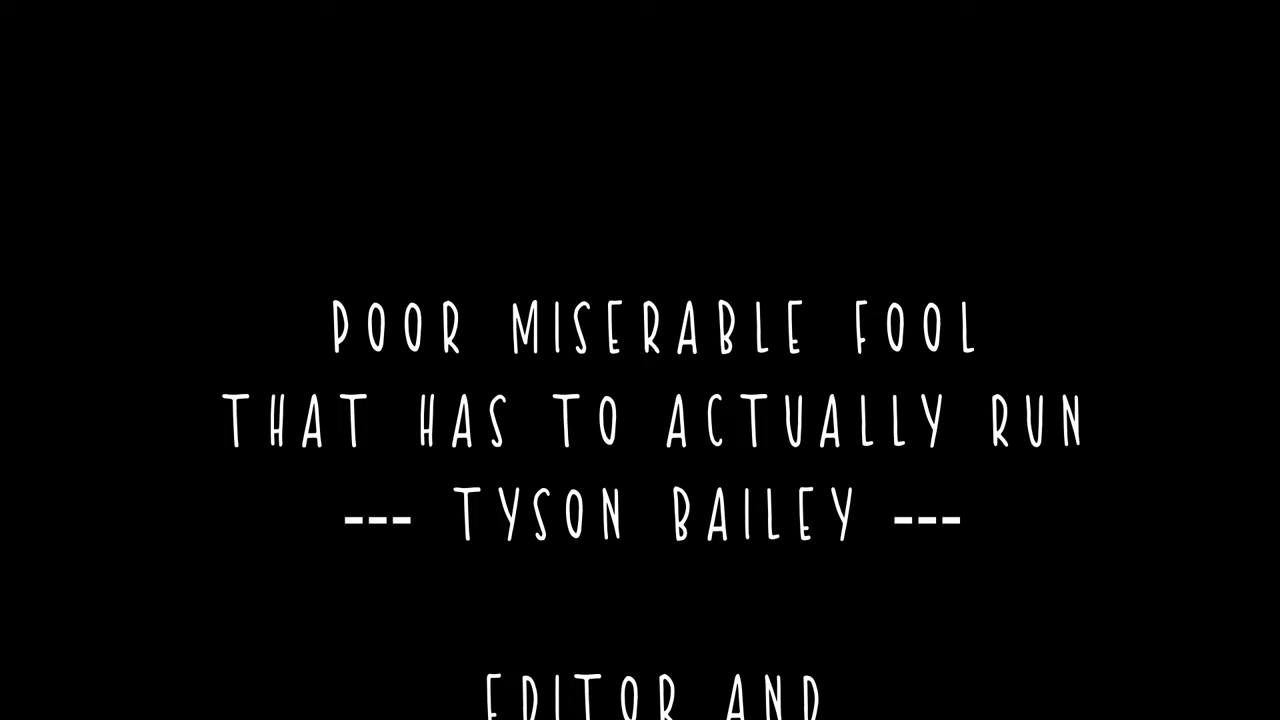 POOR MISERABLE FOOL
THAT HAS TO ACTUALLY RUN
--- TYSON BAILEY ---
EDITOR AND